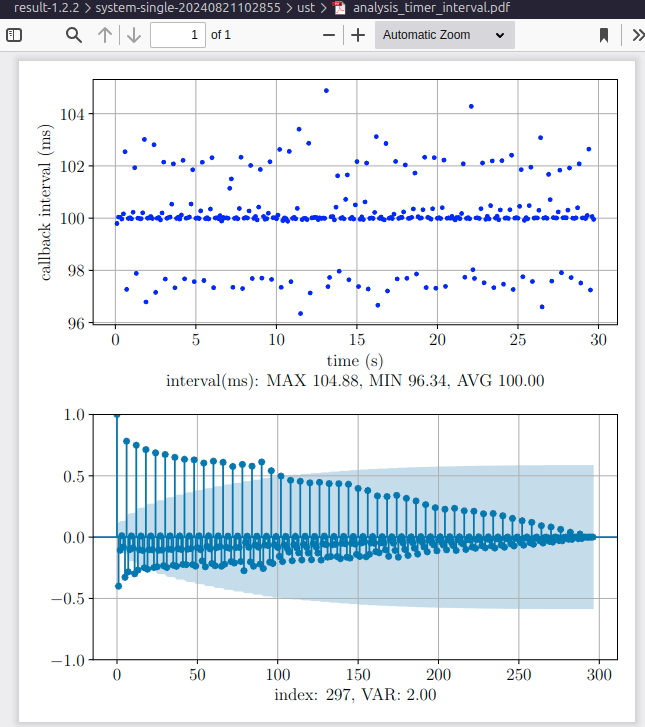 result-1.2.2 > system-single-20240821102855 > ust > analysis_timer_interval.pdf
1 of 1 Automatic Zoom
104
102
100
98
96
callback interval (ms)
0 5 10 15 20 25 30
time (s)
interval(ms): MAX 104.88, MIN 96.34, AVG 100.00
1.0
0.5
0.0
−0.5
−1.0
0 50 100 150 200 250 300
index: 297, VAR: 2.00